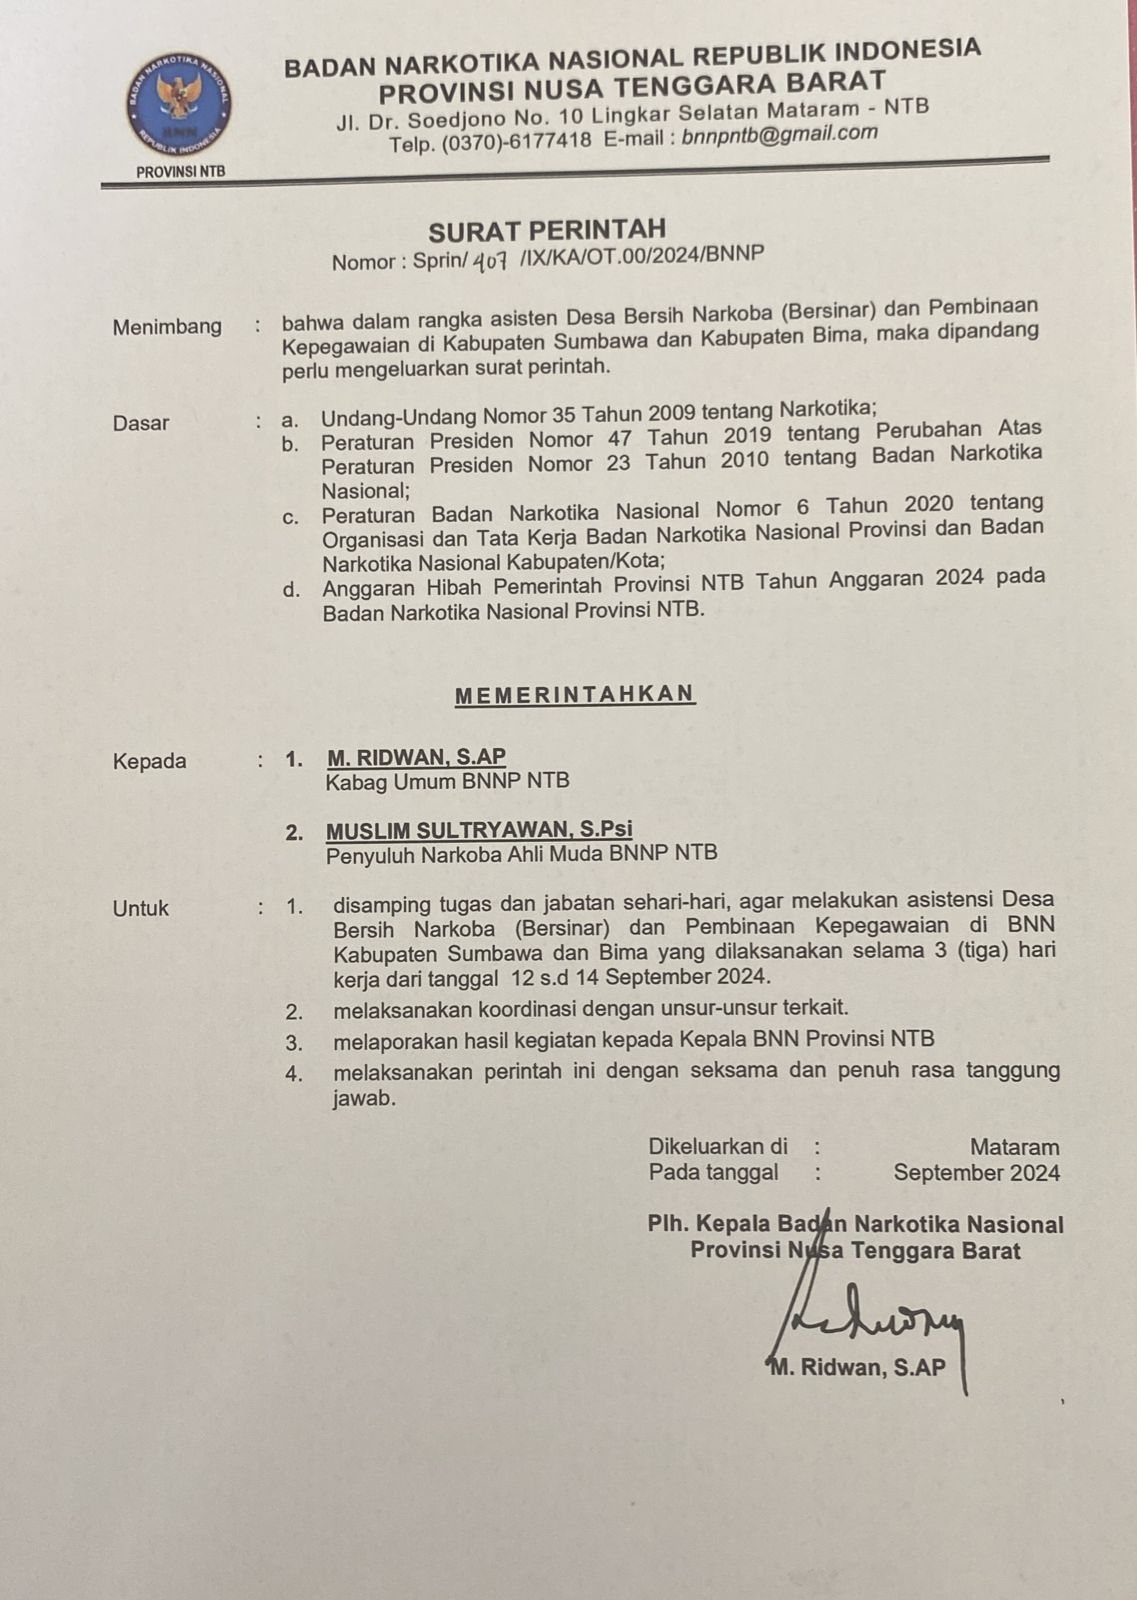 BADAN NARKOTIKA NASIONAL
BNN
REPUBLIK INDONESIA
PROVINSI NTB
BADAN NARKOTIKA NASIONAL REPUBLIK INDONESIA
PROVINSI NUSA TENGGARA BARAT
Jl. Dr. Soedjono No. 10 Lingkar Selatan Mataram - NTB
Telp. (0370)-6177418 E-mail : bnnpntb@gmail.com
SURAT PERINTAH
Nomor : Sprin/ 407 /IX/KA/OT.00/2024/BNNP
Menimbang : bahwa dalam rangka asisten Desa Bersih Narkoba (Bersinar) dan Pembinaan
Kepegawaian di Kabupaten Sumbawa dan Kabupaten Bima, maka dipandang
perlu mengeluarkan surat perintah.
Dasar : a. Undang-Undang Nomor 35 Tahun 2009 tentang Narkotika;
b. Peraturan Presiden Nomor 47 Tahun 2019 tentang Perubahan Atas
Peraturan Presiden Nomor 23 Tahun 2010 tentang Badan Narkotika
Nasional;
c. Peraturan Badan Narkotika Nasional Nomor 6 Tahun 2020 tentang
Organisasi dan Tata Kerja Badan Narkotika Nasional Provinsi dan Badan
Narkotika Nasional Kabupaten/Kota;
d. Anggaran Hibah Pemerintah Provinsi NTB Tahun Anggaran 2024 pada
Badan Narkotika Nasional Provinsi NTB.
MEMERINTAHKAN
Kepada : 1. M. RIDWAN, S.AP
Kabag Umum BNNP NTB
2. MUSLIM SULTRYAWAN, S.Psi
Penyuluh Narkoba Ahli Muda BNNP NTB
Untuk : 1. disamping tugas dan jabatan sehari-hari, agar melakukan asistensi Desa
Bersih Narkoba (Bersinar) dan Pembinaan Kepegawaian di BNN
Kabupaten Sumbawa dan Bima yang dilaksanakan selama 3 (tiga) hari
kerja dari tanggal 12 s.d 14 September 2024.
2. melaksanakan koordinasi dengan unsur-unsur terkait.
3. melaporakan hasil kegiatan kepada Kepala BNN Provinsi NTB
4. melaksanakan perintah ini dengan seksama dan penuh rasa tanggung
jawab.
Dikeluarkan di : Mataram
Pada tanggal : September 2024
Plh. Kepala Badan Narkotika Nasional
Provinsi Nusa Tenggara Barat
M. Ridwan, S.AP